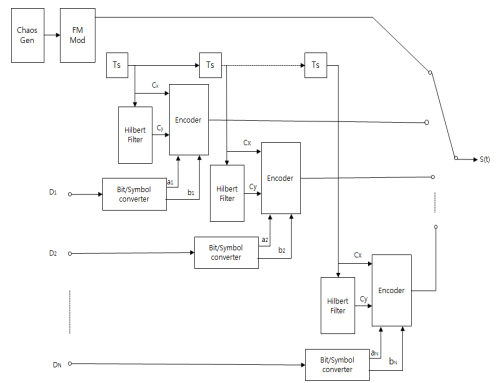 Chaos
Gen
FM
Mod
Ts
Ts
Ts
Cx
Hilbert
Filter
Cy
Encoder
Cx
Hilbert
Filter
Cy
Encoder
D1
Bit/Symbol
converter
a1
b1
S(t)
D2
Bit/Symbol
converter
a2
b2
Cx
Hilbert
Filter
Cy
Encoder
DN
Bit/Symbol
converter
aN
bN